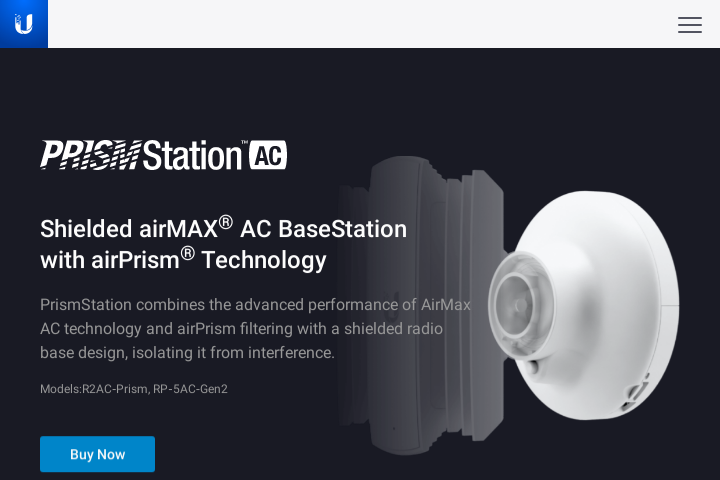 U
PRISMStation™ AC
Shielded airMAX® AC BaseStation
with airPrism® Technology
PrismStation combines the advanced performance of AirMax
AC technology and airPrism filtering with a shielded radio
base design, isolating it from interference.
Models:R2AC-Prism, RP-5AC-Gen2
Buy Now